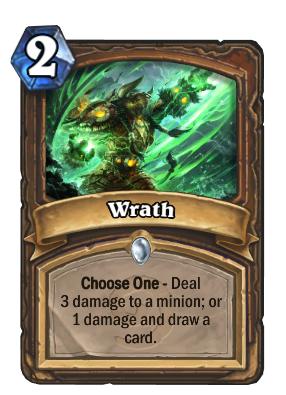 2
Wrath
Choose One - Deal
3 damage to a minion; or
1 damage and draw a
card.